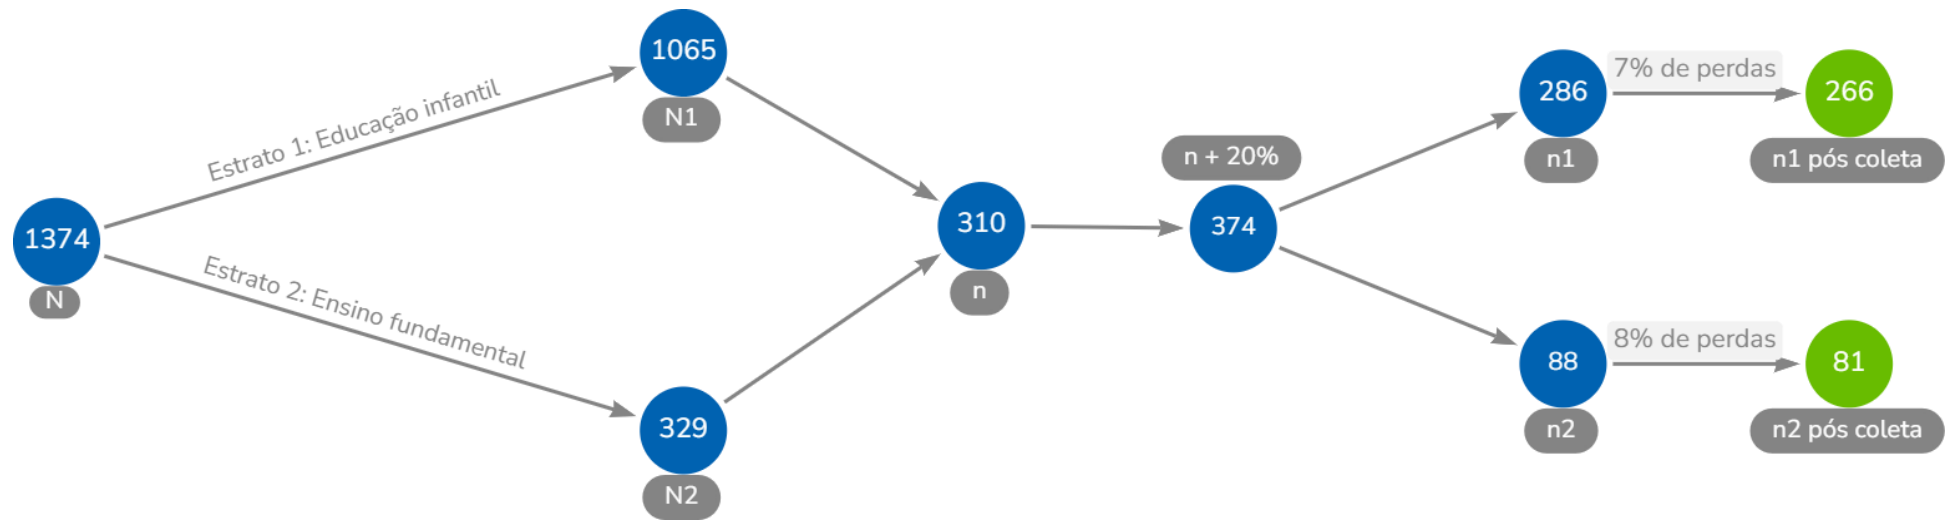 1374
N
Estrato 1: Educação infantil
1065
N1
Estrato 2: Ensino fundamental
329
N2
310
n
n + 20%
374
286
n1
7% de perdas
266
n1 pós coleta
88
n2
8% de perdas
81
n2 pós coleta